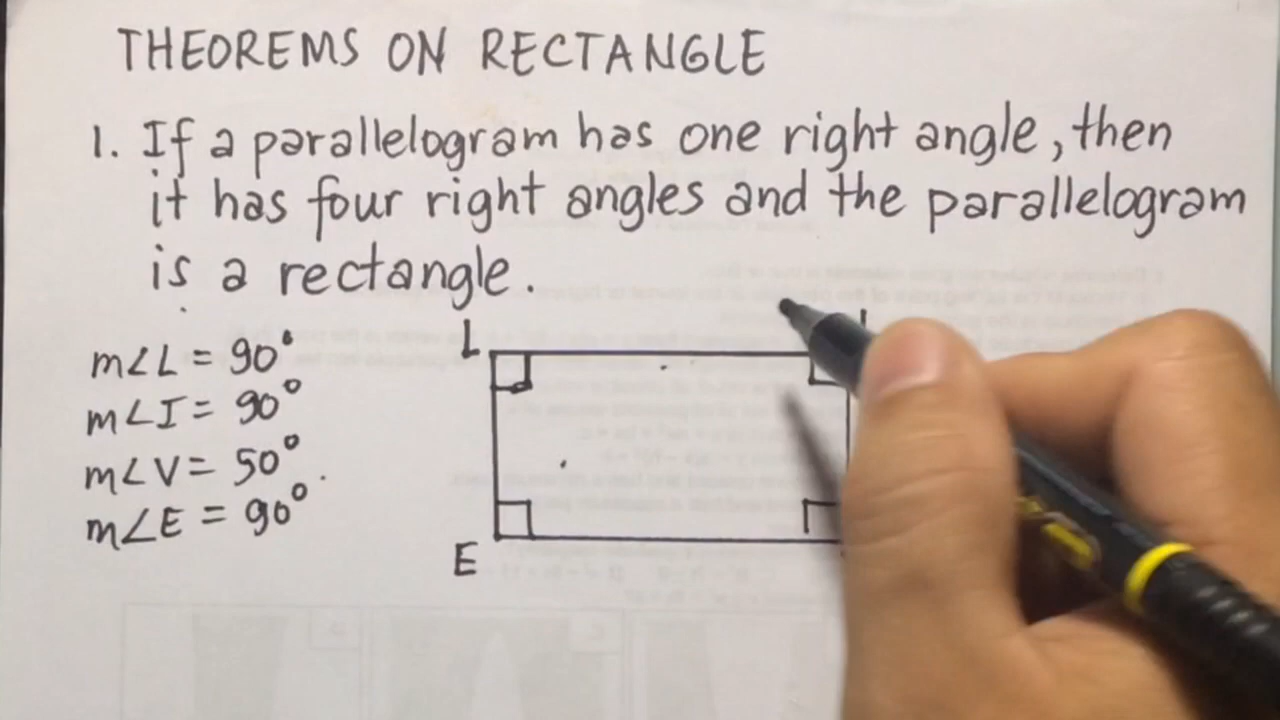 THEOREMS ON RECTANGLE
1. If a parallelogram has one right angle, then
it has four right angles and the parallelogram
is a rectangle.
m∠L = 90°
m∠I = 90°
m∠V = 50°
m∠E = 90°
L
E